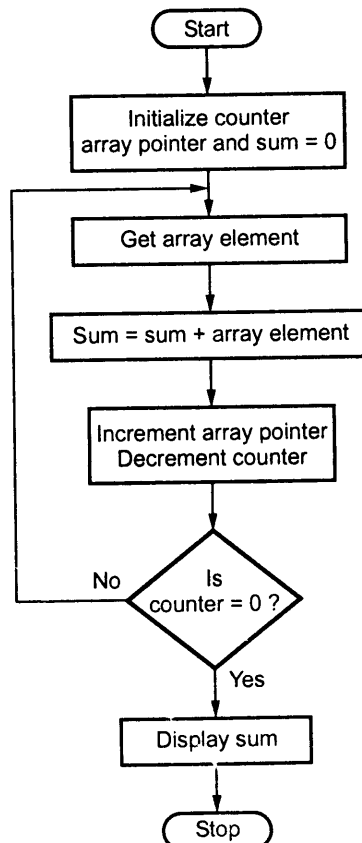 Start
Initialize counter
array pointer and sum = 0
Get array element
Sum = sum + array element
Increment array pointer
Decrement counter
No
Is
counter = 0 ?
Yes
Display sum
Stop